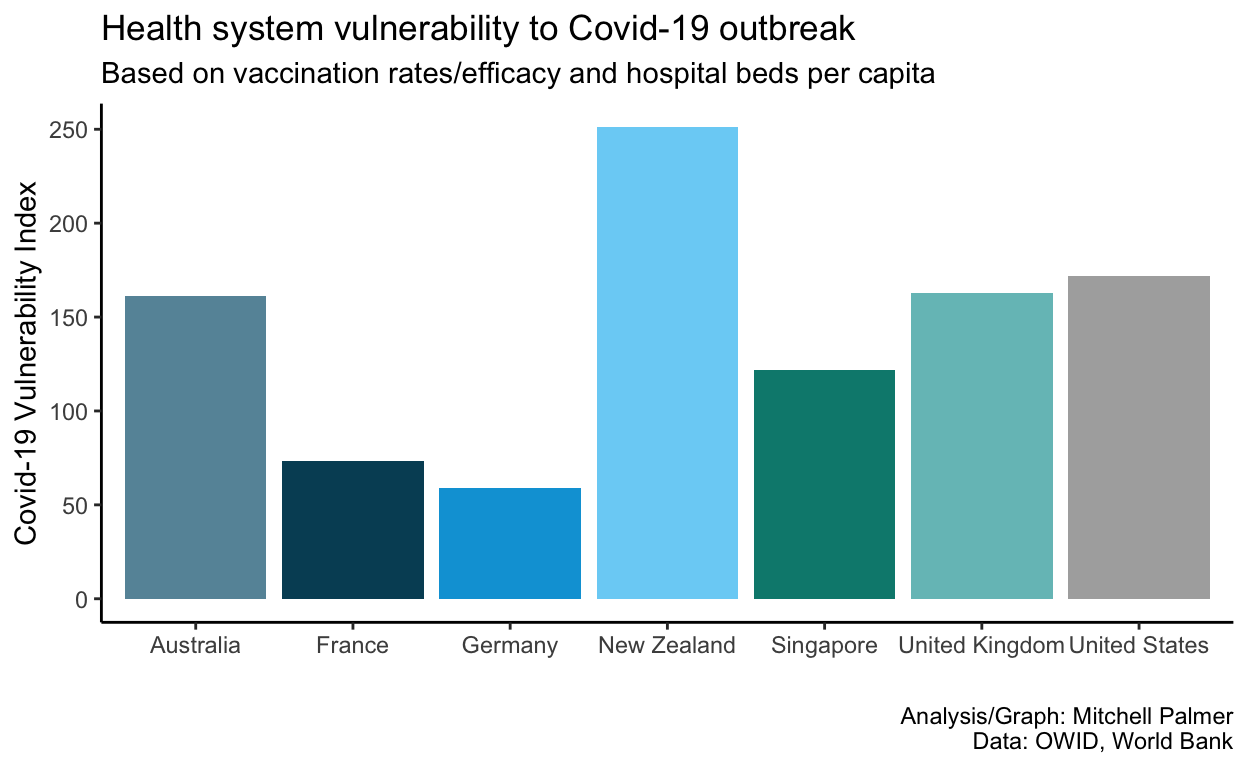 Health system vulnerability to Covid-19 outbreak
Based on vaccination rates/efficacy and hospital beds per capita
Covid-19 Vulnerability Index
250
200
150
100
50
0
Australia France Germany New Zealand Singapore United Kingdom United States
Analysis/Graph: Mitchell Palmer
Data: OWID, World Bank